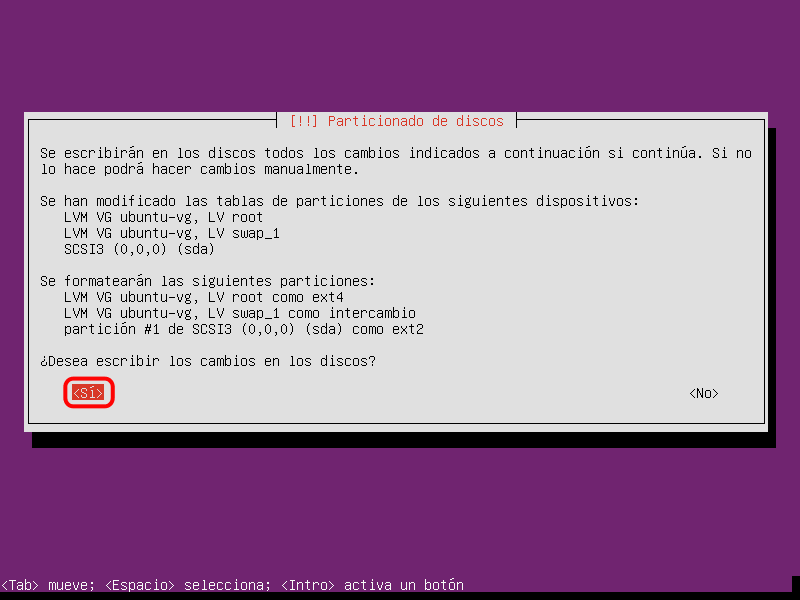 [!!] Particionado de discos
Se escribirán en los discos todos los cambios indicados a continuación si continúa. Si no
lo hace podrá hacer cambios manualmente.
Se han modificado las tablas de particiones de los siguientes dispositivos:
LVM VG ubuntu-vg, LV root
LVM VG ubuntu-vg, LV swap_1
SCSI3 (0,0,0) (sda)
Se formatearán las siguientes particiones:
LVM VG ubuntu-vg, LV root como ext4
LVM VG ubuntu-vg, LV swap_1 como intercambio
partición #1 de SCSI3 (0,0,0) (sda) como ext2
¿Desea escribir los cambios en los discos?
<Sí> <No>
<Tab> mueve; <Espacio> selecciona; <Intro> activa un botón